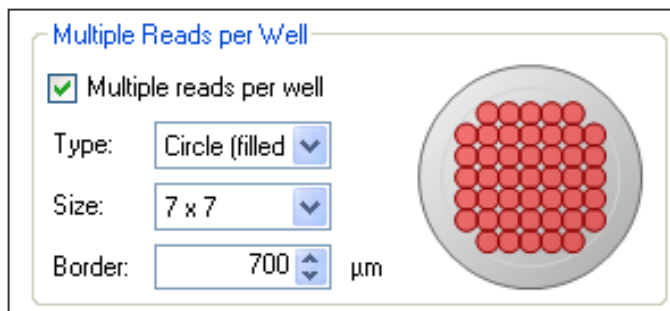 Multiple Reads per Well
Multiple reads per well
Type: Circle (filled
Size: 7 x 7
Border: 700 µm